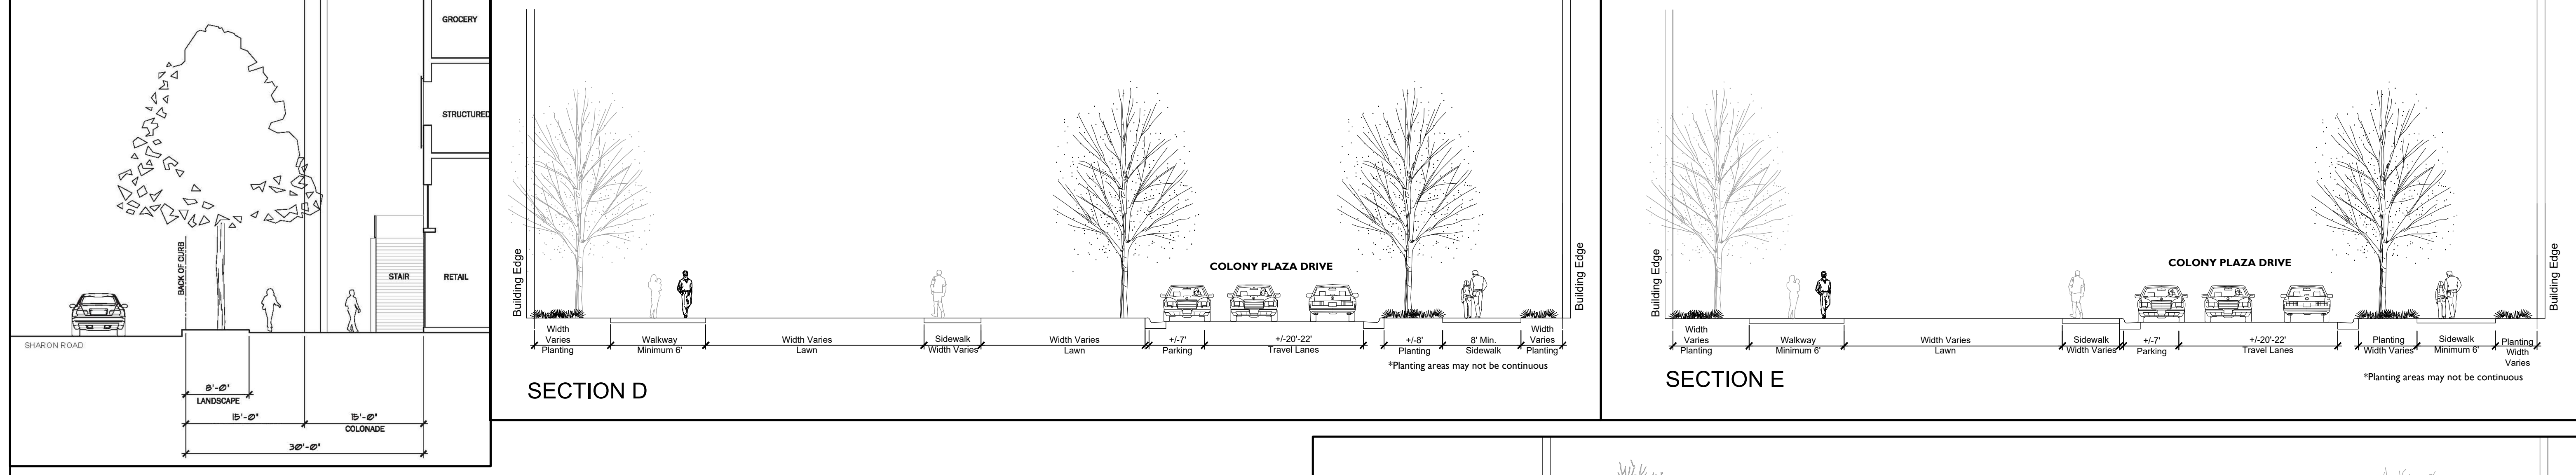 GROCERY
STRUCTURED
BACK OF CURB
STAIR
RETAIL
SHARON ROAD
8'-0"
LANDSCAPE
15'-0"
15'-0"
COLONADE
30'-0"
Building Edge
COLONY PLAZA DRIVE
Building Edge
Width
Varies
Planting
Walkway
Minimum 6'
Width Varies
Lawn
Sidewalk
Width Varies
Width Varies
Lawn
+/-7'
Parking
+/-20'-22'
Travel Lanes
+/-8'
Planting
8' Min.
Sidewalk
Width
Varies
Planting
*Planting areas may not be continuous
SECTION D
Building Edge
COLONY PLAZA DRIVE
Building Edge
Width
Varies
Planting
Walkway
Minimum 6'
Width Varies
Lawn
Sidewalk
Width Varies
+/-7'
Parking
+/-20'-22'
Travel Lanes
Planting
Width Varies
Sidewalk
Minimum 6'
Planting
Width
Varies
*Planting areas may not be continuous
SECTION E